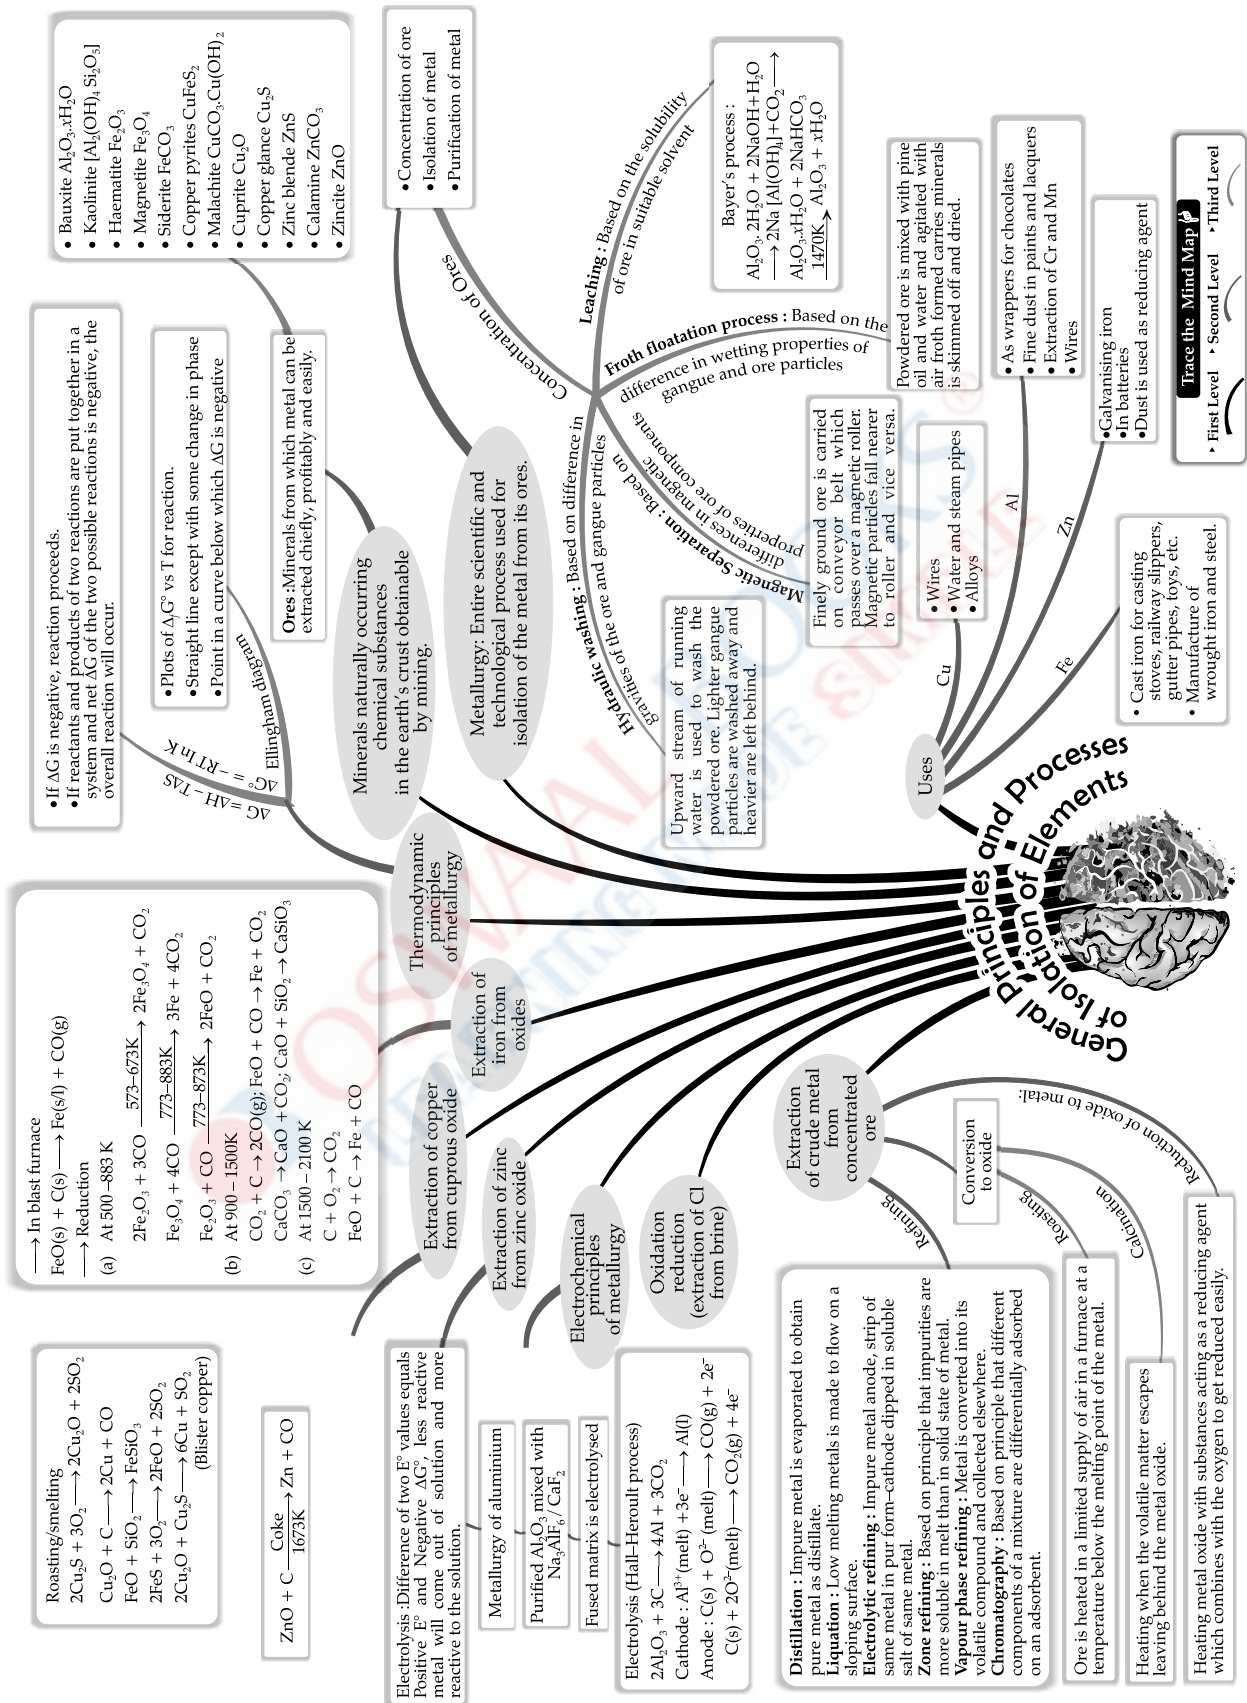 General Principles and Processes
of Isolation of Elements
Minerals naturally occurring
chemical substances
in the earth's crust obtainable
by mining.
Ores :Minerals from which metal can be
extracted chiefly, profitably and easily.
• Bauxite Al₂O₃.xH₂O
• Kaolinite [Al₂(OH)₄ Si₂O₅]
• Haematite Fe₂O₃
• Magnetite Fe₃O₄
• Siderite FeCO₃
• Copper pyrites CuFeS₂
• Malachite CuCO₃.Cu(OH)₂
• Cuprite Cu₂O
• Copper glance Cu₂S
• Zinc blende ZnS
• Calamine ZnCO₃
• Zincite ZnO
Metallurgy: Entire scientific and
technological process used for
isolation of the metal from its ores.
• Concentration of ore
• Isolation of metal
• Purification of metal
Concentration of Ores
Leaching : Based on the solubility
of ore in suitable solvent
Bayer's process :
Al₂O₃. 2H₂O + 2NaOH+H₂O
⟶ 2Na [Al(OH)₄]+CO₂⟶
Al₂O₃.xH₂O + 2NaHCO₃
1470K⟶ Al₂O₃ + xH₂O
Froth floatation process : Based on the
difference in wetting properties of
gangue and ore particles
Powdered ore is mixed with pine
oil and water and agitated with
air froth formed carries minerals
is skimmed off and dried.
Magnetic Separation : Based on
differences in magnetic
properties of ore components
Finely ground ore is carried
on conveyor belt which
passes over a magnetic roller.
Magnetic particles fall nearer
to roller and vice versa.
Hydraulic washing : Based on difference in
gravities of the ore and gangue particles
Upward stream of running
water is used to wash the
powdered ore. Lighter gangue
particles are washed away and
heavier are left behind.
Uses
Cu
• Wires
• Water and steam pipes
• Alloys
Al
• As wrappers for chocolates
• Fine dust in paints and lacquers
• Extraction of Cr and Mn
• Wires
Zn
•Galvanising iron
•In batteries
•Dust is used as reducing agent
Fe
• Cast iron for casting
stoves, railway slippers,
gutter pipes, toys, etc.
• Manufacture of
wrought iron and steel.
Trace the Mind Map
First Level
Second Level
Third Level
Thermodynamic
principles
of metallurgy
ΔG = ΔH – TΔS
ΔG° = –RT ln K
• If ΔG is negative, reaction proceeds.
• If reactants and products of two reactions are put together in a
system and net ΔG of the two possible reactions is negative, the
overall reaction will occur.
Ellingham diagram
• Plots of ΔfG° vs T for reaction.
• Straight line except with some change in phase
• Point in a curve below which ΔG is negative
Extraction of
iron from
oxides
⟶ In blast furnace
FeO(s) + C(s) ⟶ Fe(s/l) + CO(g)
⟶ Reduction
(a) At 500 –883 K
2Fe₂O₃ + 3CO 573–673K⟶ 2Fe₃O₄ + CO₂
Fe₃O₄ + 4CO 773–883K⟶ 3Fe + 4CO₂
Fe₂O₃ + CO 773–873K⟶ 2FeO + CO₂
(b) At 900 – 1500K
CO₂ + C → 2CO(g); FeO + CO → Fe + CO₂
CaCO₃ → CaO + CO₂; CaO + SiO₂ → CaSiO₃
(c) At 1500 – 2100 K
C + O₂ → CO₂
FeO + C → Fe + CO
Extraction of copper
from cuprous oxide
Roasting/smelting
2Cu₂S + 3O₂ ⟶ 2Cu₂O + 2SO₂
Cu₂O + C ⟶ 2Cu + CO
FeO + SiO₂ ⟶ FeSiO₃
2FeS + 3O₂ ⟶ 2FeO + 2SO₂
2Cu₂O + Cu₂S ⟶ 6Cu + SO₂
(Blister copper)
Extraction of zinc
from zinc oxide
ZnO + C Coke⟶ Zn + CO
1673K
Electrochemical
principles
of metallurgy
Electrolysis :Difference of two E° values equals
Positive E° and Negative ΔG°, less reactive
metal will come out of solution and more
reactive to the solution.
Metallurgy of aluminium
Purified Al₂O₃ mixed with
Na₃AlF₆ / CaF₂
Fused matrix is electrolysed
Electrolysis (Hall–Heroult process)
2Al₂O₃ + 3C ⟶ 4Al + 3CO₂
Cathode : Al³⁺(melt) +3e⁻ ⟶ Al(l)
Anode : C(s) + O²⁻ (melt) ⟶ CO(g) + 2e⁻
C(s) + 2O²⁻(melt) ⟶ CO₂(g) + 4e⁻
Oxidation
reduction
(extraction of Cl
from brine)
Extraction
of crude metal
from
concentrated
ore
Refining
Distillation : Impure metal is evaporated to obtain
pure metal as distillate.
Liquation : Low melting metals is made to flow on a
sloping surface.
Electrolytic refining : Impure metal anode, strip of
same metal in pur form–cathode dipped in soluble
salt of same metal.
Zone refining : Based on principle that impurities are
more soluble in melt than in solid state of metal.
Vapour phase refining : Metal is converted into its
volatile compound and collected elsewhere.
Chromatography : Based on principle that different
components of a mixture are differentially adsorbed
on an adsorbent.
Conversion
to oxide
Roasting
Ore is heated in a limited supply of air in a furnace at a
temperature below the melting point of the metal.
Calcination
Heating when the volatile matter escapes
leaving behind the metal oxide.
Reduction of oxide to metal:
Heating metal oxide with substances acting as a reducing agent
which combines with the oxygen to get reduced easily.
OSWAAL BOOKS®
LEARNING MADE SIMPLE